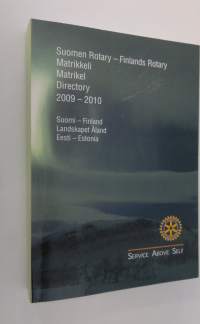 Suomen Rotary – Finlands Rotary
Matrikkeli
Matrikel
Directory
2009 – 2010
Suomi – Finland
Landskapet Åland
Eesti – Estonia
Service Above Self